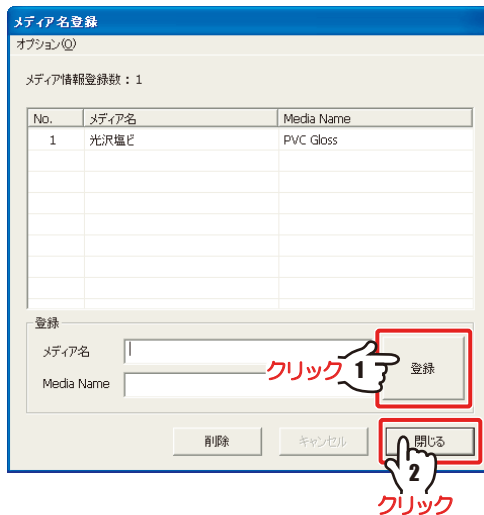 メディア名登録
オプション(O)
メディア情報登録数：1
No. メディア名 Media Name
1 光沢塩ビ PVC Gloss
登録
メディア名
クリック 1 登録
Media Name
削除 キャンセル 閉じる
2
クリック